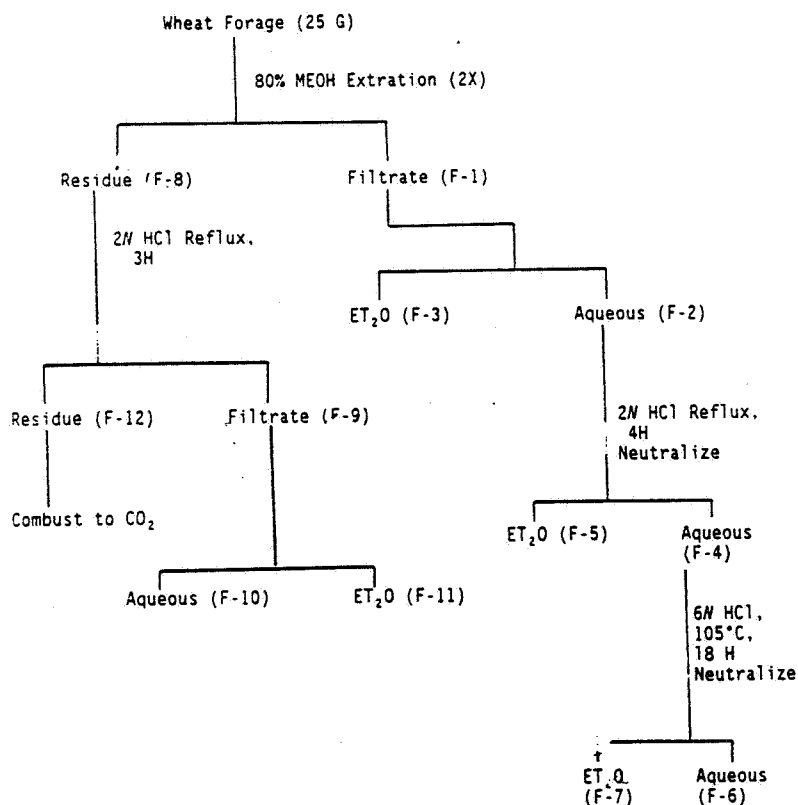 Wheat Forage (25 G)
80% MEOH Extration (2X)
Residue (F-8)
Filtrate (F-1)
2N HCl Reflux,
3H
ET₂O (F-3)
Aqueous (F-2)
Residue (F-12)
Filtrate (F-9)
2N HCl Reflux,
4H
Neutralize
Combust to CO₂
ET₂O (F-5)
Aqueous
(F-4)
Aqueous (F-10)
ET₂O (F-11)
6N HCl,
105°C,
18 H
Neutralize
ET₂O
(F-7)
Aqueous
(F-6)